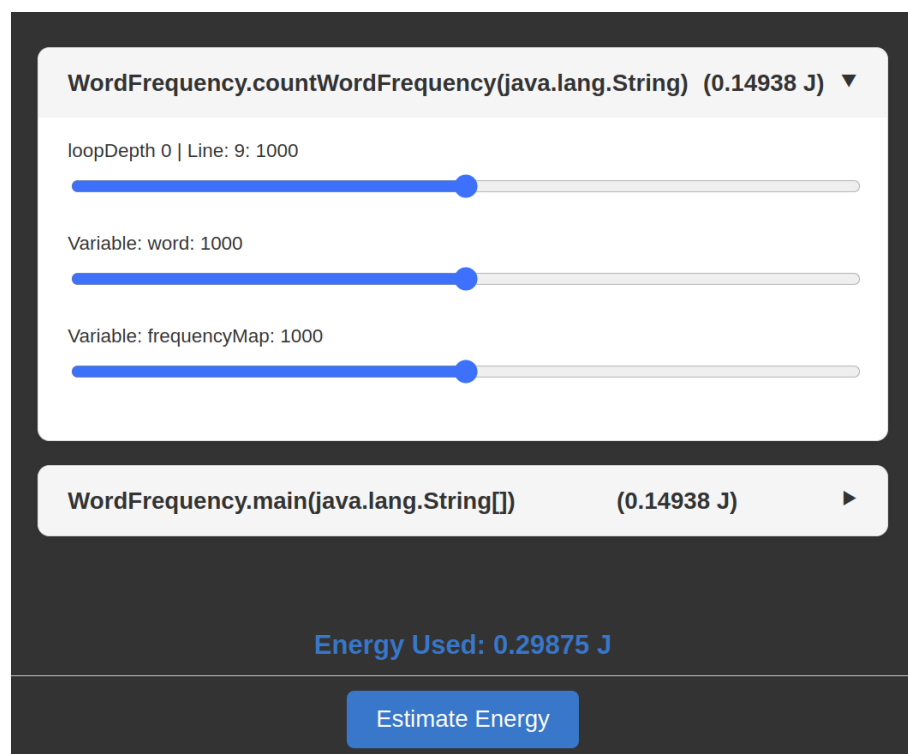 WordFrequency.countWordFrequency(java.lang.String) (0.14938 J) ▼
loopDepth 0 | Line: 9: 1000
Variable: word: 1000
Variable: frequencyMap: 1000
WordFrequency.main(java.lang.String[]) (0.14938 J) ▶
Energy Used: 0.29875 J
Estimate Energy